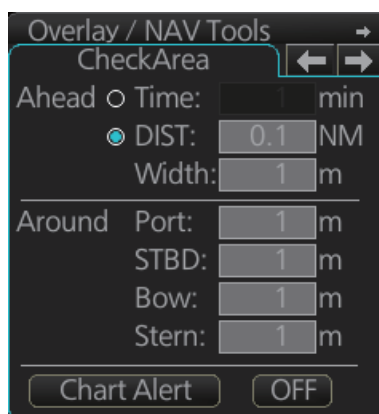 Overlay / NAV Tools
CheckArea
Ahead Time: 1 min
DIST: 0.1 NM
Width: 1 m
Around Port: 1 m
STBD: 1 m
Bow: 1 m
Stern: 1 m
Chart Alert OFF